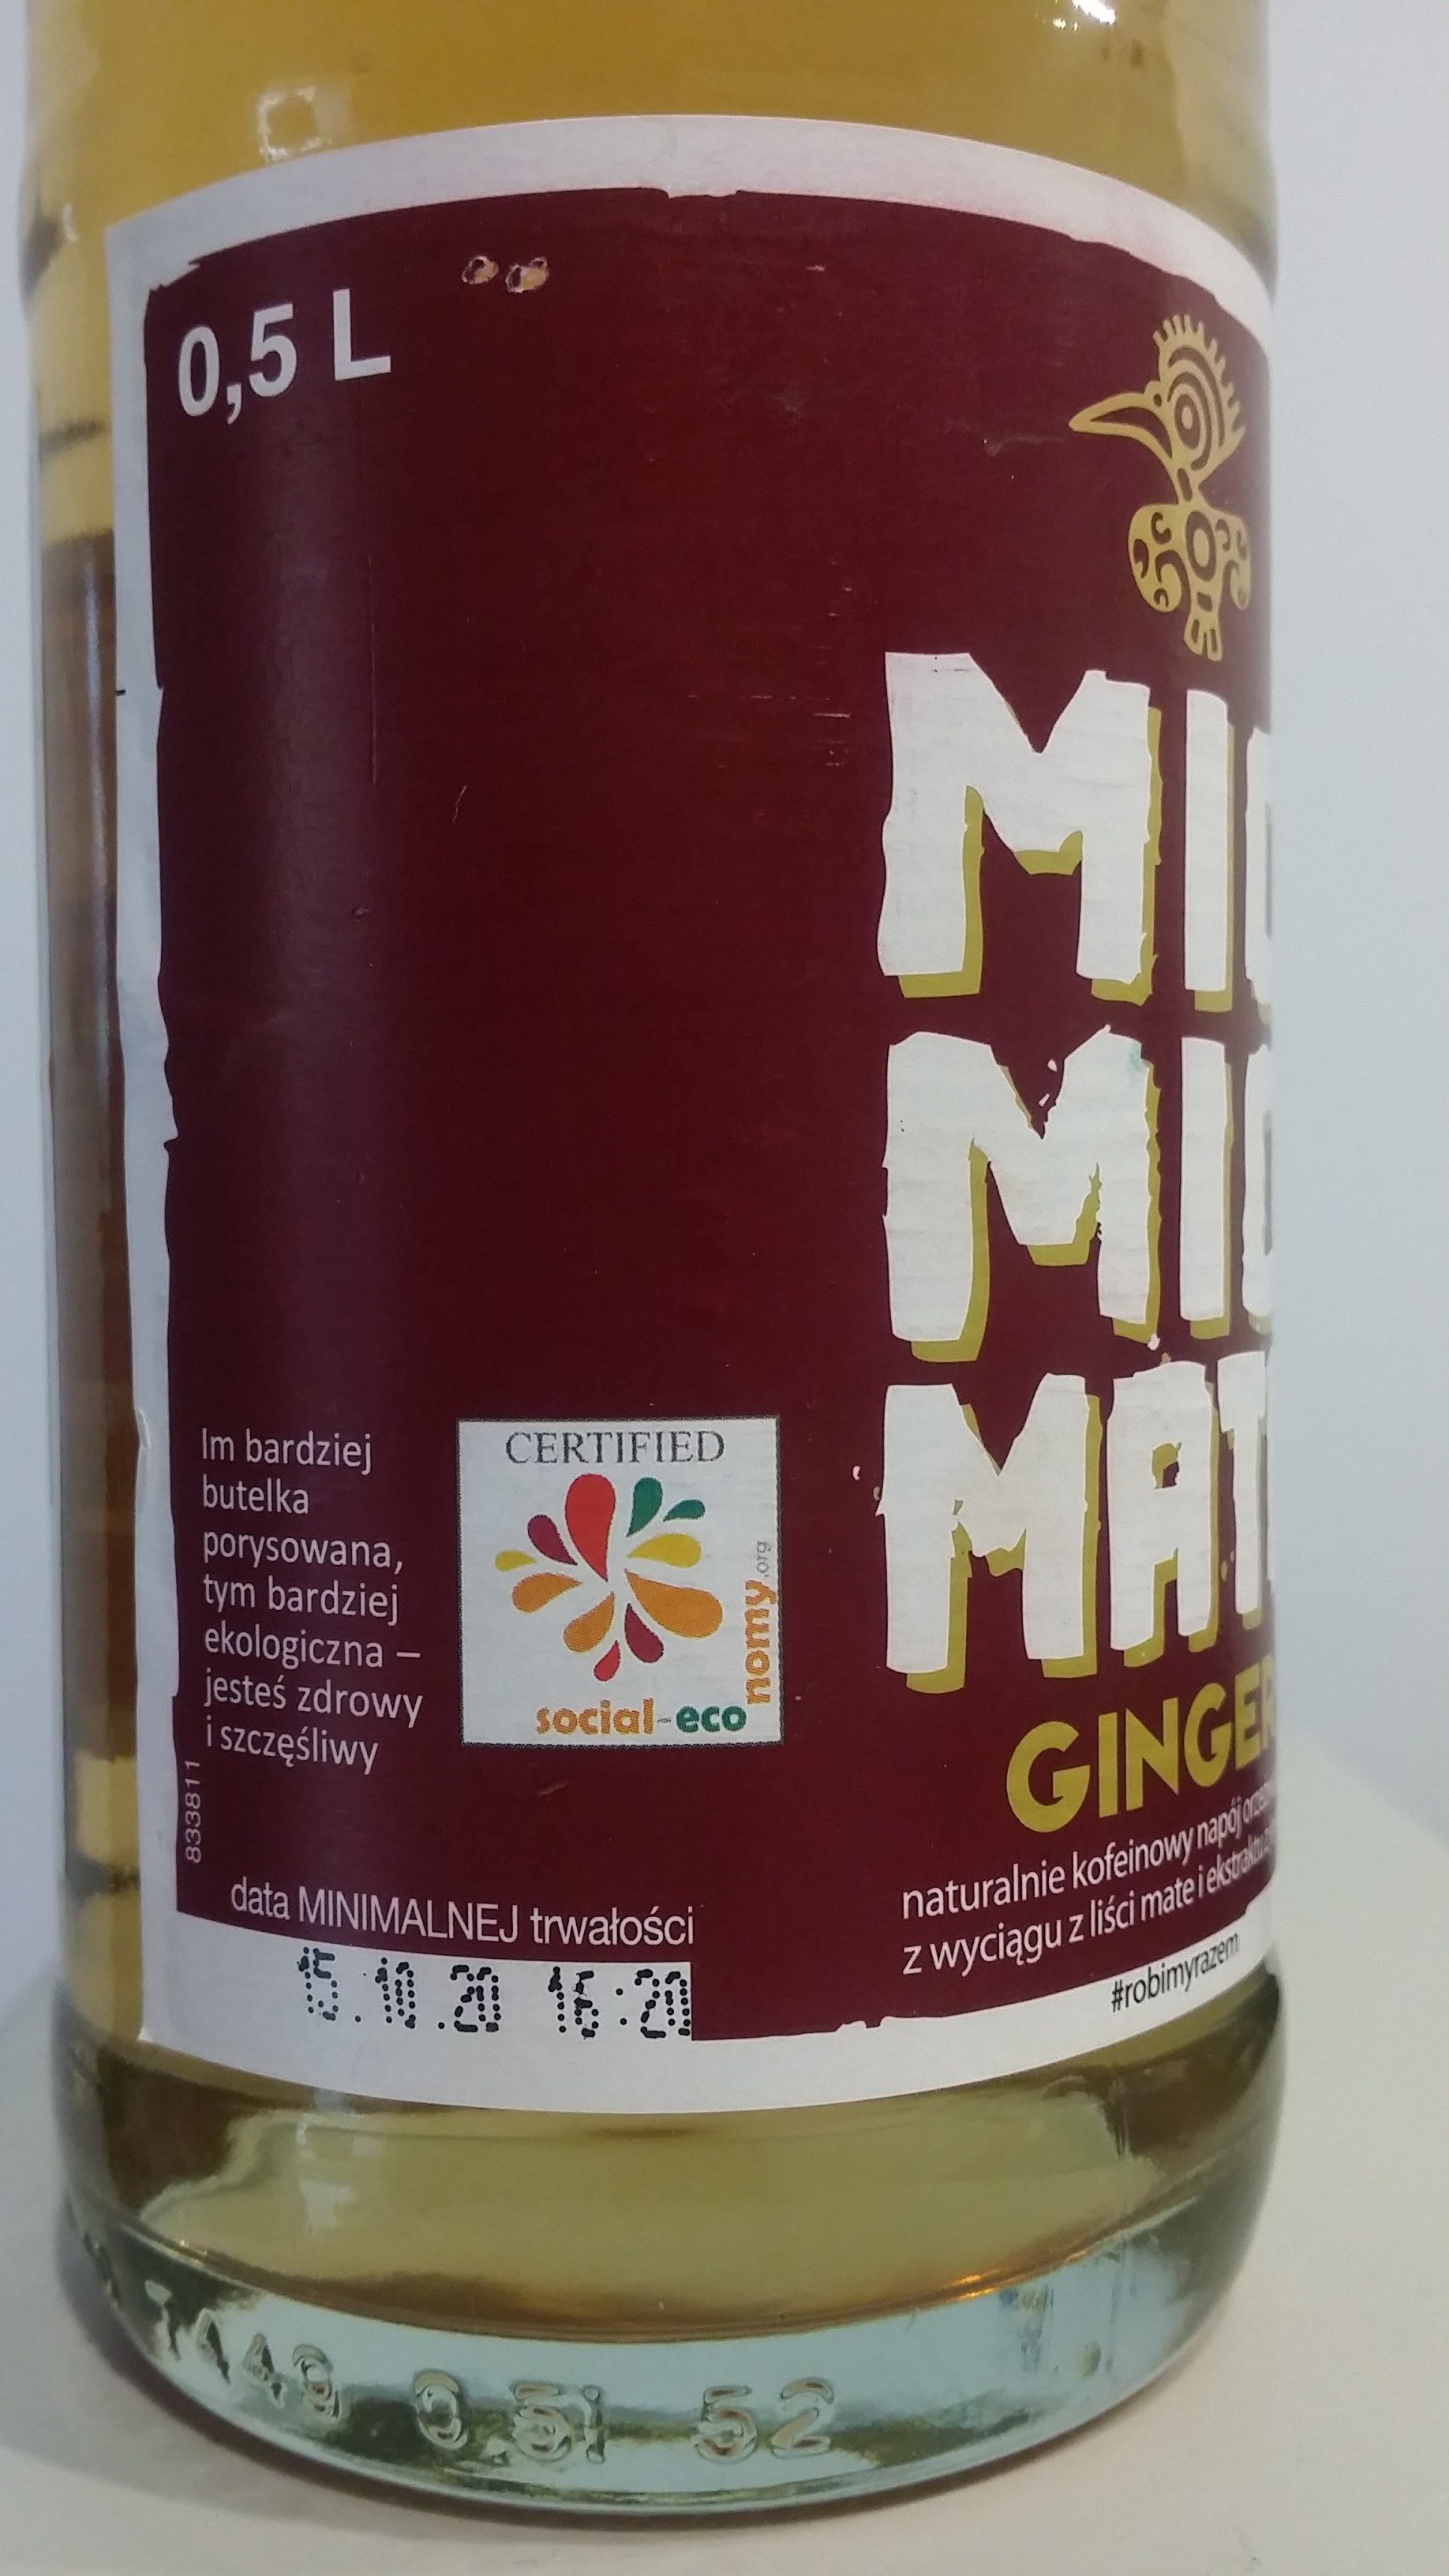 0,5 L
MIO
MIO
MAT
GINGER
naturalnie kofeinowy napój
z wyciągu z liści mate i ekstraktu
#robimyrazem
Im bardziej
butelka
porysowana,
tym bardziej
ekologiczna –
jesteś zdrowy
i szczęśliwy
833811
CERTIFIED
social-eco
nomy.org
data MINIMALNEJ trwałości
15.10.20 16:20
0.5l 52